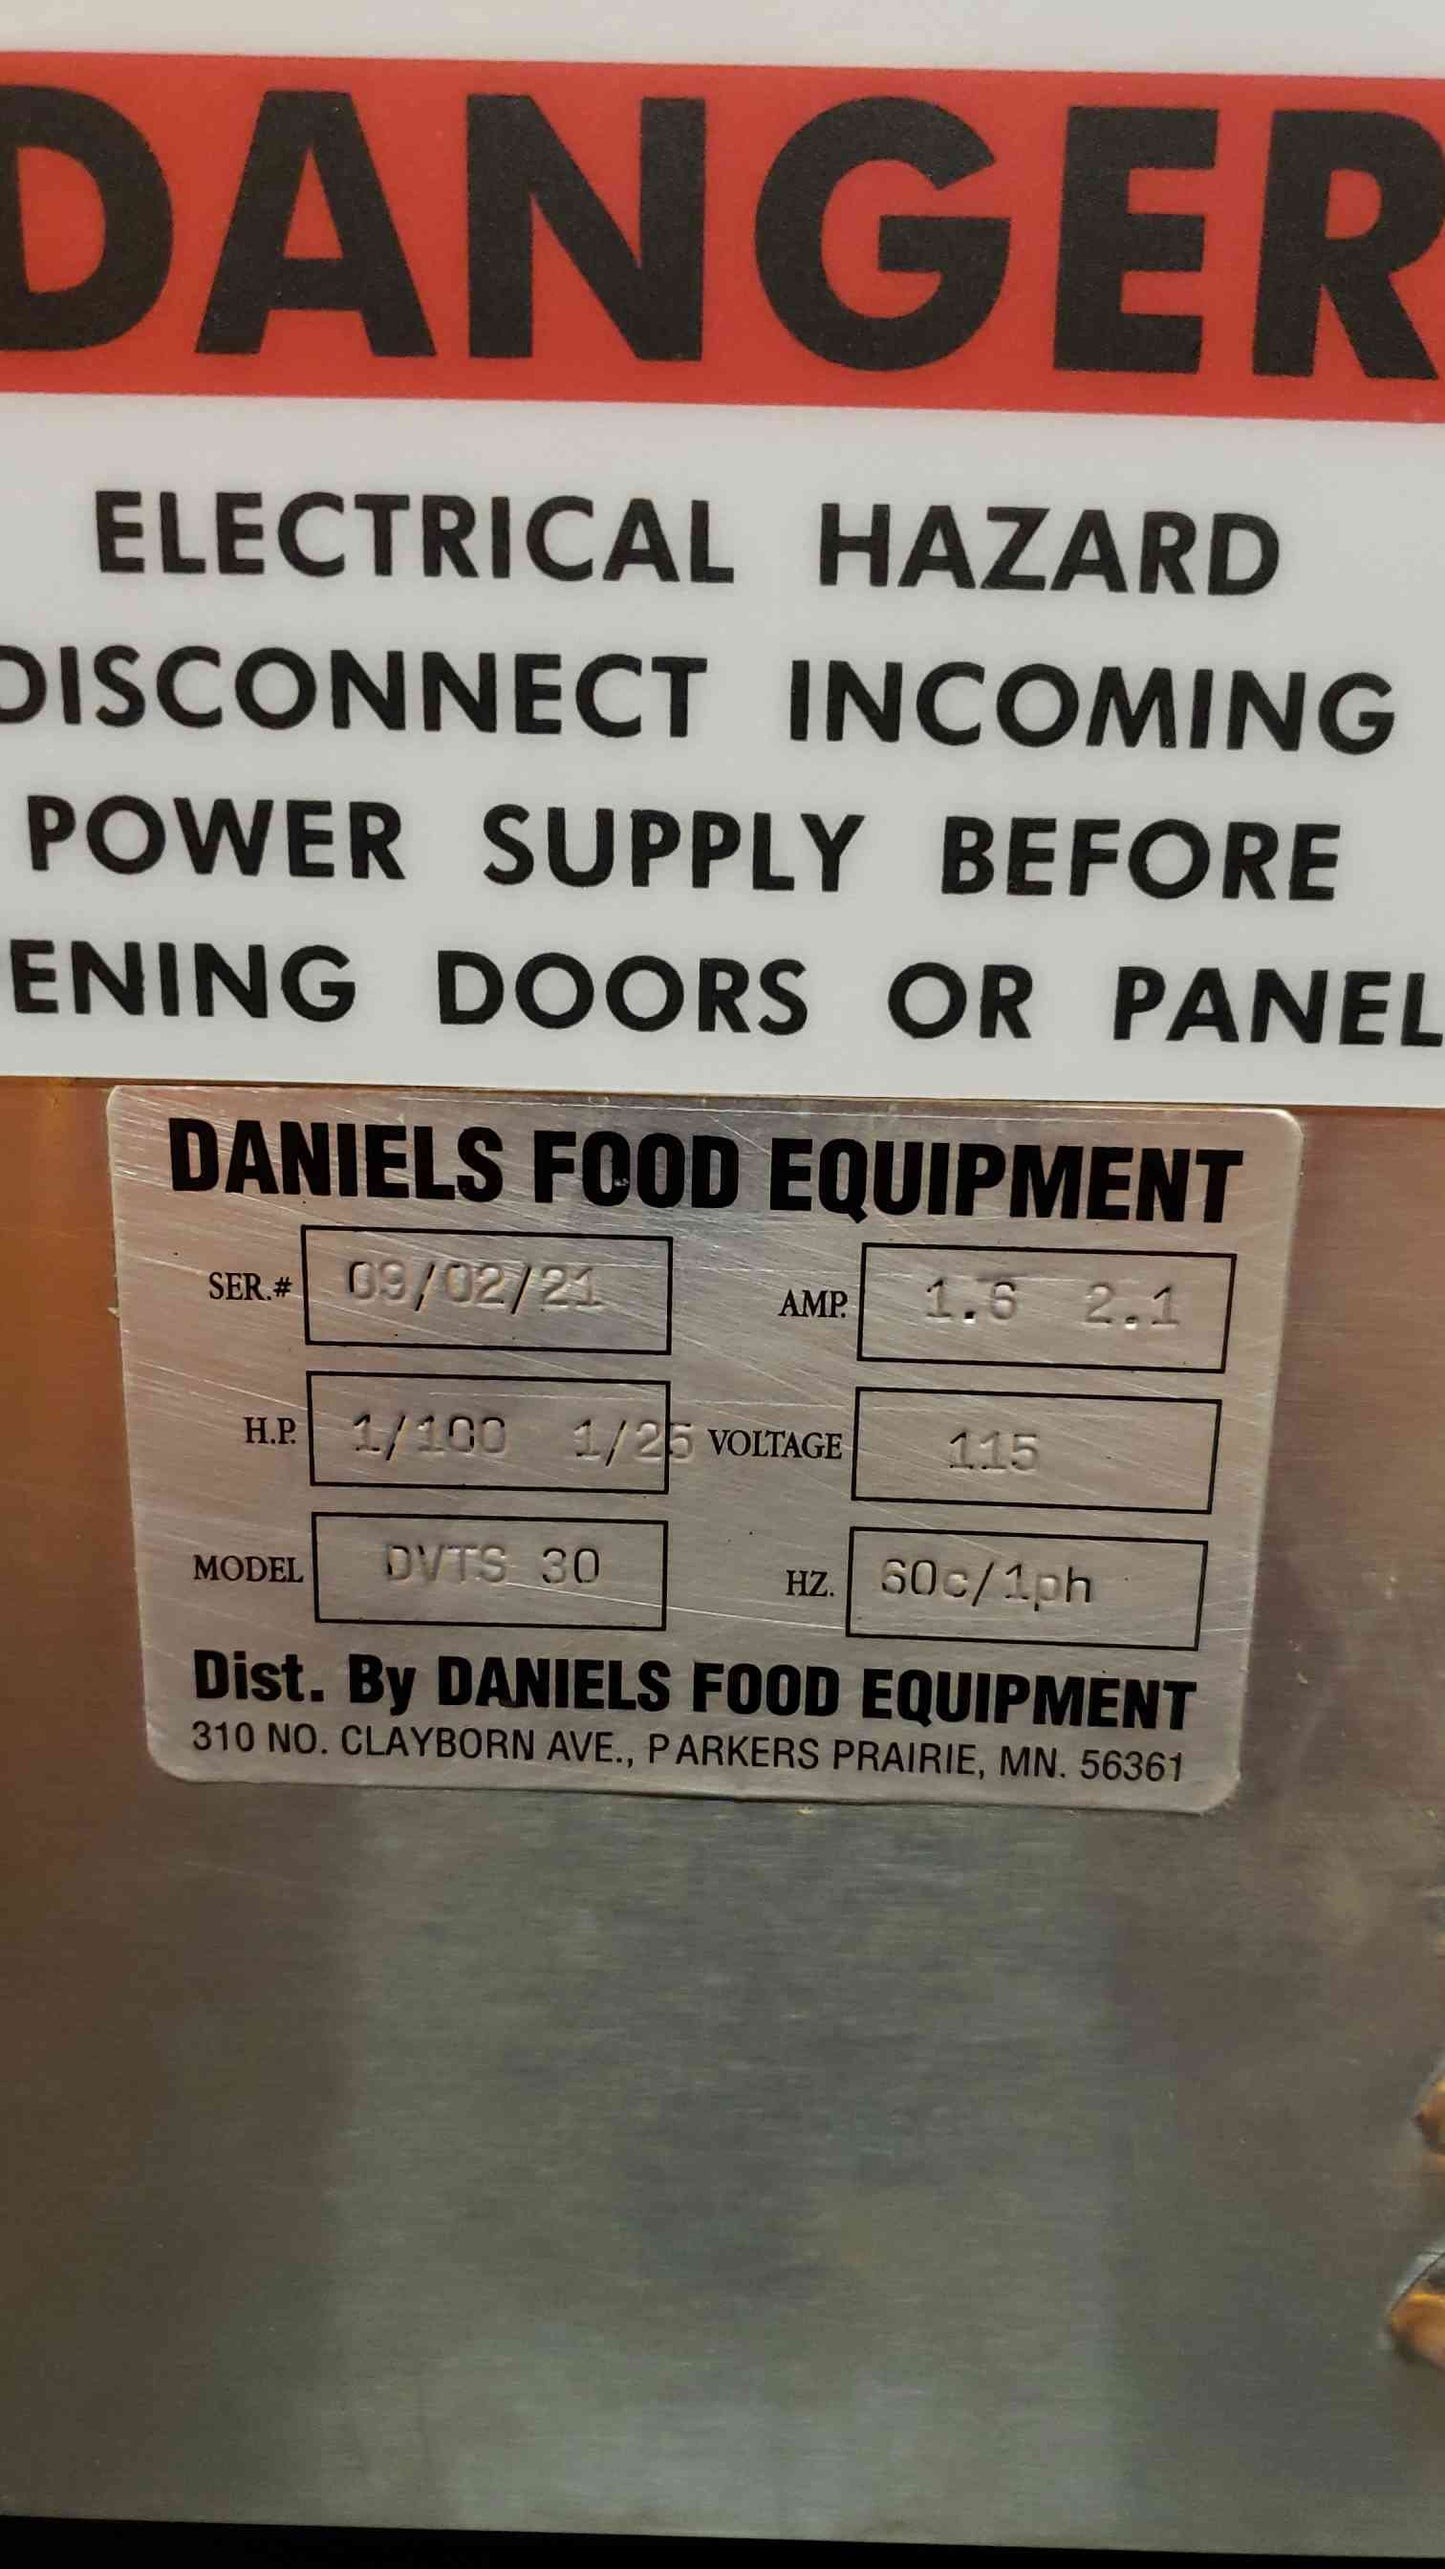 DANGER
ELECTRICAL HAZARD
DISCONNECT INCOMING
POWER SUPPLY BEFORE
ENING DOORS OR PANEL
DANIELS FOOD EQUIPMENT
SER.# 09/02/21 AMP. 1.6 2.1
H.P. 1/100 1/25 VOLTAGE 115
MODEL DVTS 30 HZ. 60c/1ph
Dist. By DANIELS FOOD EQUIPMENT
310 NO. CLAYBORN AVE., PARKERS PRAIRIE, MN. 56361